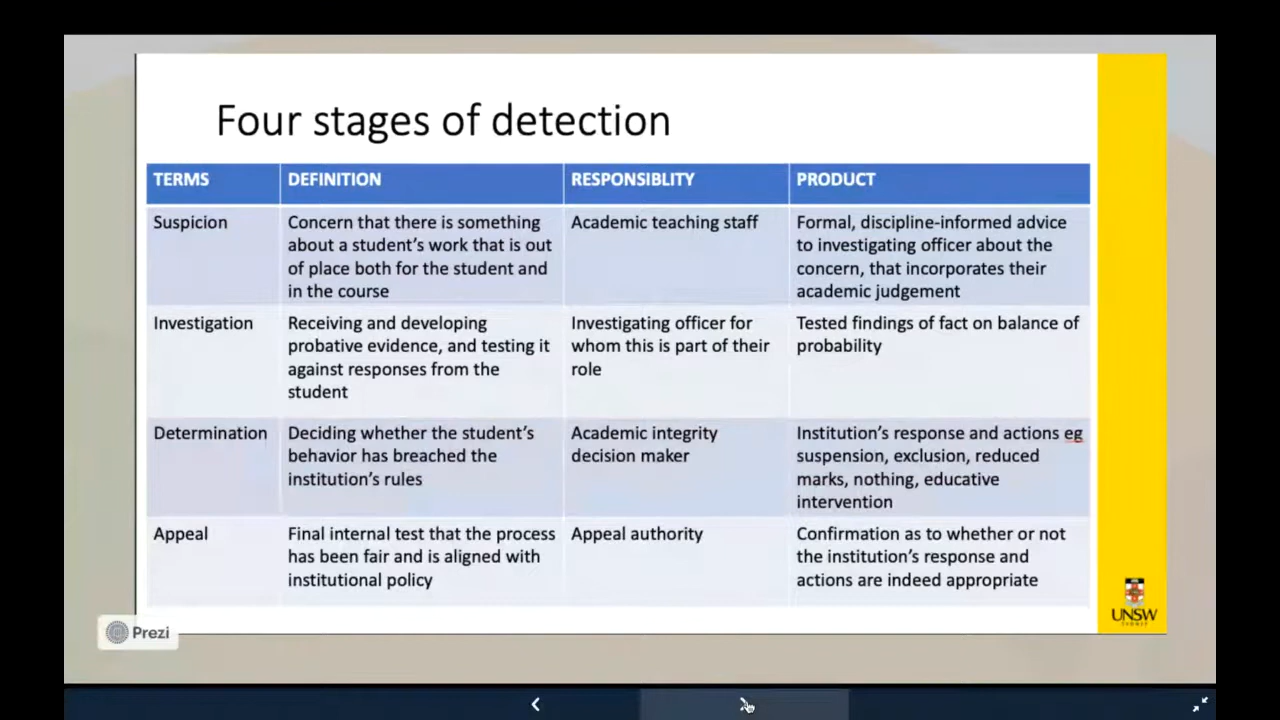 Four stages of detection
TERMS
DEFINITION
RESPONSIBLITY
PRODUCT
Suspicion
Concern that there is something
about a student's work that is out
of place both for the student and
in the course
Academic teaching staff
Formal, discipline-informed advice
to investigating officer about the
concern, that incorporates their
academic judgement
Investigation
Receiving and developing
probative evidence, and testing it
against responses from the
student
Investigating officer for
whom this is part of their
role
Tested findings of fact on balance of
probability
Determination
Deciding whether the student's
behavior has breached the
institution's rules
Academic integrity
decision maker
Institution's response and actions eg
suspension, exclusion, reduced
marks, nothing, educative
intervention
Appeal
Final internal test that the process
has been fair and is aligned with
institutional policy
Appeal authority
Confirmation as to whether or not
the institution's response and
actions are indeed appropriate
UNSW
SYDNEY
Prezi